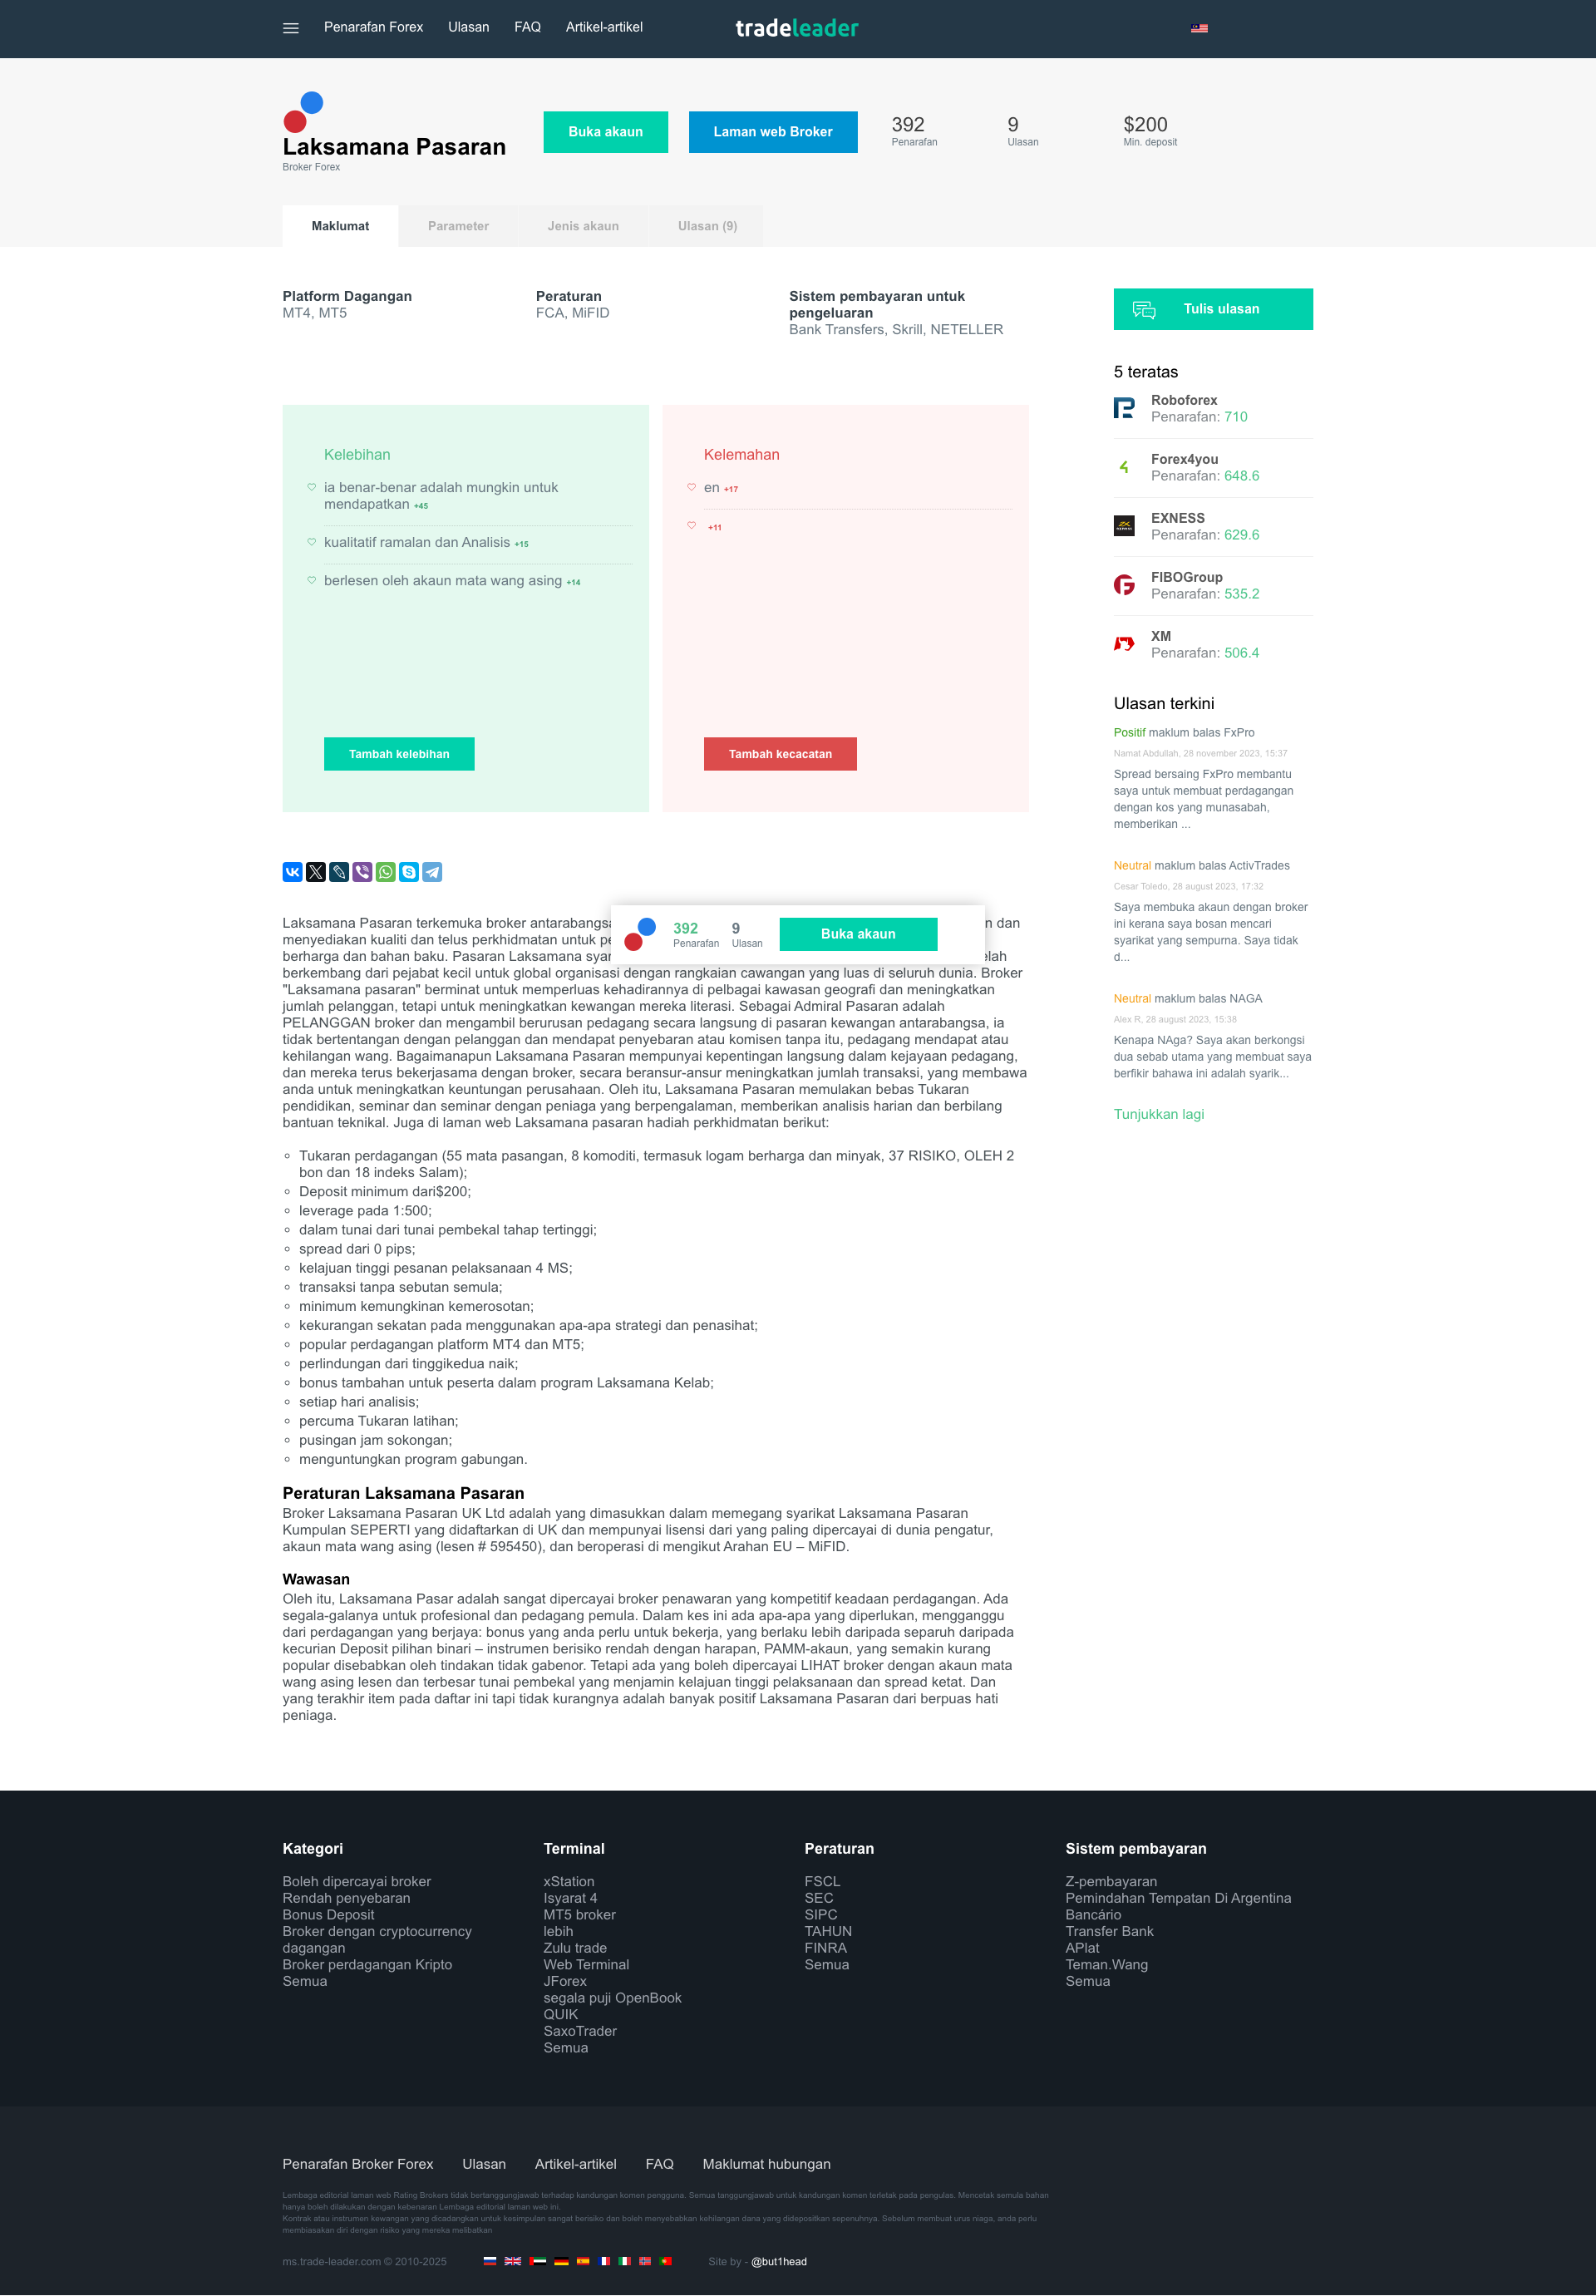 Penarafan Forex Ulasan FAQ Artikel-artikel tradeleader
Laksamana Pasaran
Broker Forex
Buka akaun
Laman web Broker
392
Penarafan
9
Ulasan
$200
Min. deposit
Maklumat Parameter Jenis akaun Ulasan (9)
Platform Dagangan
MT4, MT5
Peraturan
FCA, MiFID
Sistem pembayaran untuk
pengeluaran
Bank Transfers, Skrill, NETELLER
Kelebihan
ia benar-benar adalah mungkin untuk
mendapatkan +45
kualitatif ramalan dan Analisis +15
berlesen oleh akaun mata wang asing +14
Tambah kelebihan
Kelemahan
en +17
+11
Tambah kecacatan
Laksamana Pasaran terkemuka broker antarabangsa n dan
menyediakan kualiti dan telus perkhidmatan untuk pe
berharga dan bahan baku. Pasaran Laksamana syar elah
berkembang dari pejabat kecil untuk global organisasi dengan rangkaian cawangan yang luas di seluruh dunia. Broker
"Laksamana pasaran" berminat untuk memperluas kehadirannya di pelbagai kawasan geografi dan meningkatkan
jumlah pelanggan, tetapi untuk meningkatkan kewangan mereka literasi. Sebagai Admiral Pasaran adalah
PELANGGAN broker dan mengambil berurusan pedagang secara langsung di pasaran kewangan antarabangsa, ia
tidak bertentangan dengan pelanggan dan mendapat penyebaran atau komisen tanpa itu, pedagang mendapat atau
kehilangan wang. Bagaimanapun Laksamana Pasaran mempunyai kepentingan langsung dalam kejayaan pedagang,
dan mereka terus bekerjasama dengan broker, secara beransur-ansur meningkatkan jumlah transaksi, yang membawa
anda untuk meningkatkan keuntungan perusahaan. Oleh itu, Laksamana Pasaran memulakan bebas Tukaran
pendidikan, seminar dan seminar dengan peniaga yang berpengalaman, memberikan analisis harian dan berbilang
bantuan teknikal. Juga di laman web Laksamana pasaran hadiah perkhidmatan berikut:
392
Penarafan
9
Ulasan
Buka akaun
Tukaran perdagangan (55 mata pasangan, 8 komoditi, termasuk logam berharga dan minyak, 37 RISIKO, OLEH 2
bon dan 18 indeks Salam);
Deposit minimum dari$200;
leverage pada 1:500;
dalam tunai dari tunai pembekal tahap tertinggi;
spread dari 0 pips;
kelajuan tinggi pesanan pelaksanaan 4 MS;
transaksi tanpa sebutan semula;
minimum kemungkinan kemerosotan;
kekurangan sekatan pada menggunakan apa-apa strategi dan penasihat;
popular perdagangan platform MT4 dan MT5;
perlindungan dari tinggikedua naik;
bonus tambahan untuk peserta dalam program Laksamana Kelab;
setiap hari analisis;
percuma Tukaran latihan;
pusingan jam sokongan;
menguntungkan program gabungan.
Peraturan Laksamana Pasaran
Broker Laksamana Pasaran UK Ltd adalah yang dimasukkan dalam memegang syarikat Laksamana Pasaran
Kumpulan SEPERTI yang didaftarkan di UK dan mempunyai lisensi dari yang paling dipercayai di dunia pengatur,
akaun mata wang asing (lesen # 595450), dan beroperasi di mengikut Arahan EU – MiFID.
Wawasan
Oleh itu, Laksamana Pasar adalah sangat dipercayai broker penawaran yang kompetitif keadaan perdagangan. Ada
segala-galanya untuk profesional dan pedagang pemula. Dalam kes ini ada apa-apa yang diperlukan, mengganggu
dari perdagangan yang berjaya: bonus yang anda perlu untuk bekerja, yang berlaku lebih daripada separuh daripada
kecurian Deposit pilihan binari – instrumen berisiko rendah dengan harapan, PAMM-akaun, yang semakin kurang
popular disebabkan oleh tindakan tidak gabenor. Tetapi ada yang boleh dipercayai LIHAT broker dengan akaun mata
wang asing lesen dan terbesar tunai pembekal yang menjamin kelajuan tinggi pelaksanaan dan spread ketat. Dan
yang terakhir item pada daftar ini tapi tidak kurangnya adalah banyak positif Laksamana Pasaran dari berpuas hati
peniaga.
Tulis ulasan
5 teratas
Roboforex
Penarafan: 710
Forex4you
Penarafan: 648.6
EXNESS
Penarafan: 629.6
FIBOGroup
Penarafan: 535.2
XM
Penarafan: 506.4
Ulasan terkini
Positif maklum balas FxPro
Namat Abdullah, 28 november 2023, 15:37
Spread bersaing FxPro membantu
saya untuk membuat perdagangan
dengan kos yang munasabah,
memberikan ...
Neutral maklum balas ActivTrades
Cesar Toledo, 28 august 2023, 17:32
Saya membuka akaun dengan broker
ini kerana saya bosan mencari
syarikat yang sempurna. Saya tidak
d...
Neutral maklum balas NAGA
Alex R, 28 august 2023, 15:38
Kenapa NAga? Saya akan berkongsi
dua sebab utama yang membuat saya
berfikir bahawa ini adalah syarik...
Tunjukkan lagi
Kategori
Boleh dipercayai broker
Rendah penyebaran
Bonus Deposit
Broker dengan cryptocurrency
dagangan
Broker perdagangan Kripto
Semua
Terminal
xStation
Isyarat 4
MT5 broker
lebih
Zulu trade
Web Terminal
JForex
segala puji OpenBook
QUIK
SaxoTrader
Semua
Peraturan
FSCL
SEC
SIPC
TAHUN
FINRA
Semua
Sistem pembayaran
Z-pembayaran
Pemindahan Tempatan Di Argentina
Bancário
Transfer Bank
APlat
Teman.Wang
Semua
Penarafan Broker Forex Ulasan Artikel-artikel FAQ Maklumat hubungan
Lembaga editorial laman web Rating Brokers tidak bertanggungjawab terhadap kandungan komen pengguna. Semua tanggungjawab untuk kandungan komen terletak pada pengulas. Mencetak semula bahan
hanya boleh dilakukan dengan kebenaran Lembaga editorial laman web ini.
Kontrak atau instrumen kewangan yang dicadangkan untuk kesimpulan sangat berisiko dan boleh menyebabkan kehilangan dana yang didepositkan sepenuhnya. Sebelum membuat urus niaga, anda perlu
membiasakan diri dengan risiko yang mereka melibatkan
ms.trade-leader.com © 2010-2025 Site by - @but1head